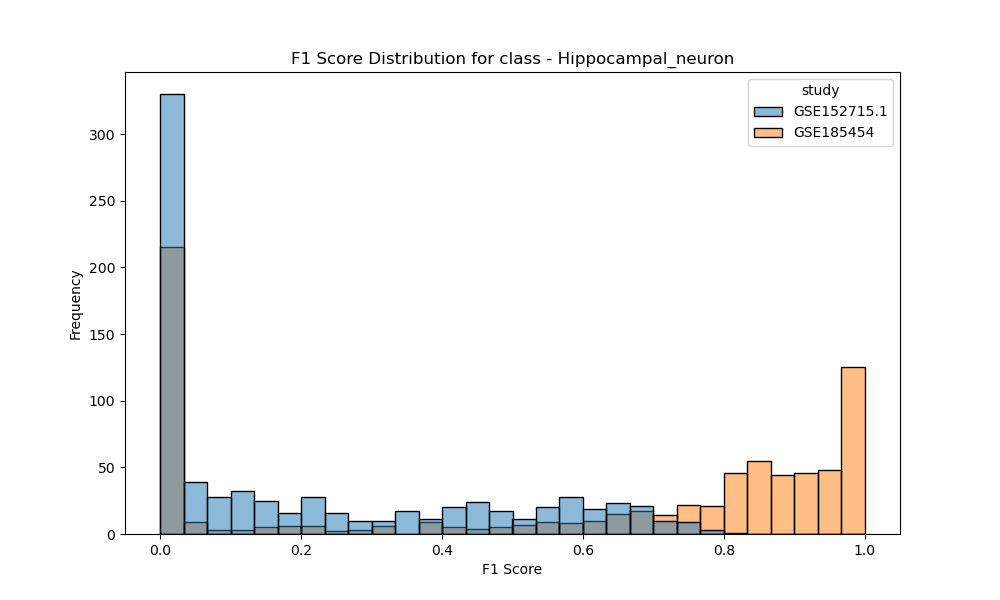 F1 Score Distribution for class - Hippocampal_neuron
study
GSE152715.1
GSE185454
Frequency
300
250
200
150
100
50
0
0.0 0.2 0.4 0.6 0.8 1.0
F1 Score